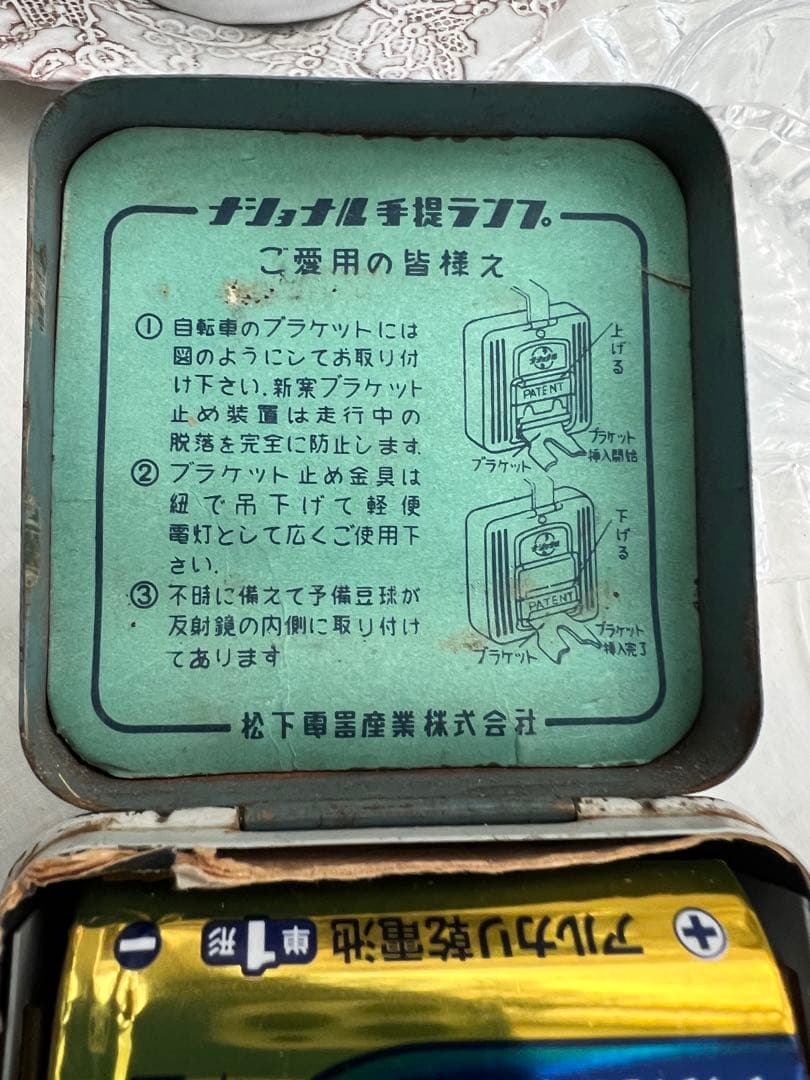 ナショナル手提ランプ
ご愛用の皆様え
① 自転車のブラケットには
図のようにしてお取り付
け下さい.新案ブラケット
止め装置は走行中の
脱落を完全に防止します.
② ブラケット止め金具は
紐で吊下げて軽便
電灯として広くご使用下
さい.
③ 不時に備えて予備豆球が
反射鏡の内側に取り付け
てあります
上げる
PATENT
ブラケット
ブラケット
挿入開始
下げる
PATENT
ブラケット
ブラケット
挿入完了
松下電器産業株式会社
アルカリ乾電池 単1形